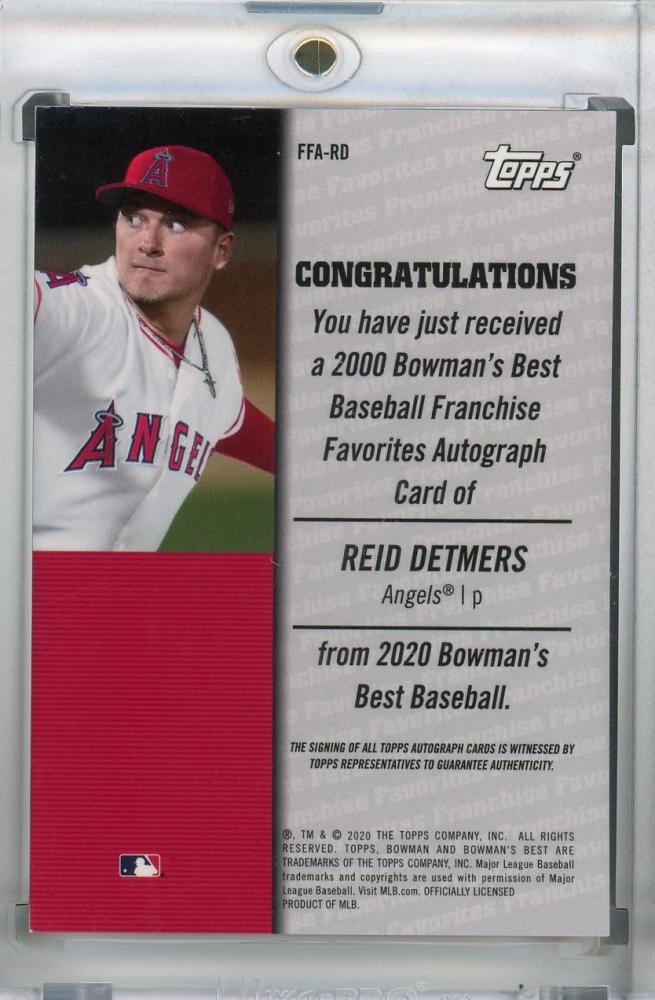 FFA-RD
topps®
A
A
ANGEL
CONGRATULATIONS
You have just received
a 2000 Bowman's Best
Baseball Franchise
Favorites Autograph
Card of
REID DETMERS
Angels® | p
from 2020 Bowman's
Best Baseball.
THE SIGNING OF ALL TOPPS AUTOGRAPH CARDS IS WITNESSED BY
TOPPS REPRESENTATIVES TO GUARANTEE AUTHENTICITY.
®, TM & © 2020 THE TOPPS COMPANY, INC. ALL RIGHTS
RESERVED. TOPPS, BOWMAN AND BOWMAN'S BEST ARE
TRADEMARKS OF THE TOPPS COMPANY, INC. Major League Baseball
trademarks and copyrights are used with permission of Major
League Baseball. Visit MLB.com. OFFICIALLY LICENSED
PRODUCT OF MLB.